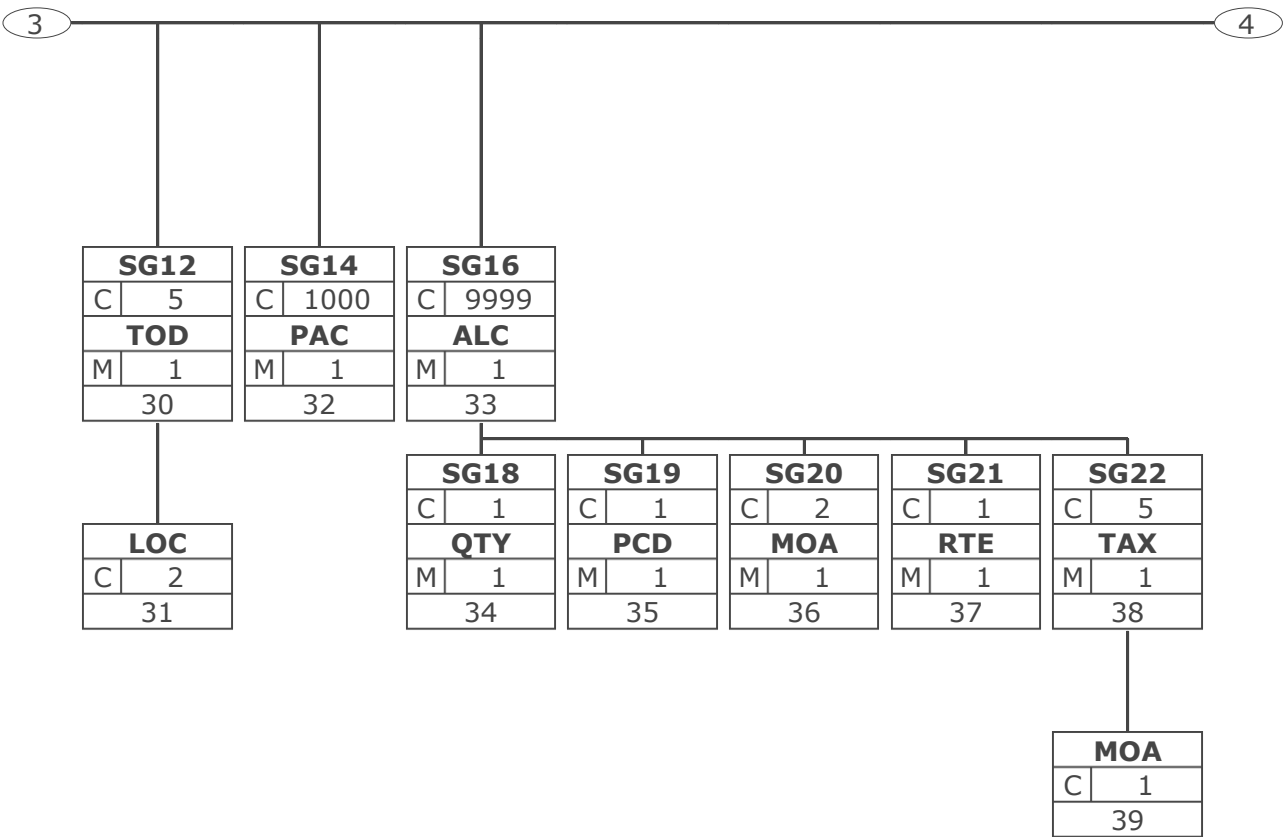 3
4
SG12
C 5
TOD
M 1
30
SG14
C 1000
PAC
M 1
32
SG16
C 9999
ALC
M 1
33
LOC
C 2
31
SG18
C 1
QTY
M 1
34
SG19
C 1
PCD
M 1
35
SG20
C 2
MOA
M 1
36
SG21
C 1
RTE
M 1
37
SG22
C 5
TAX
M 1
38
MOA
C 1
39